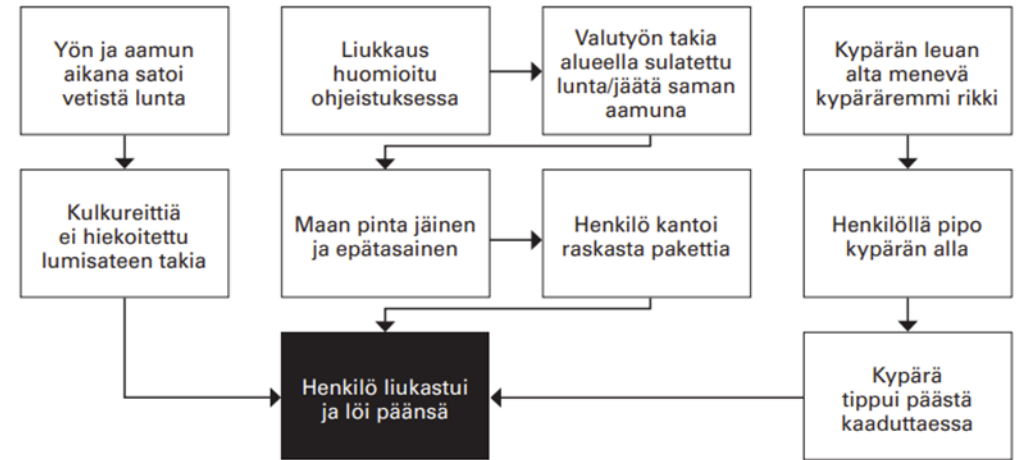 Yön ja aamun
aikana satoi
vetistä lunta
Liukkaus
huomioitu
ohjeistuksessa
Valutyön takia
alueella sulatettu
lunta/jäätä saman
aamuna
Kypärän leuan
alta menevä
kypäräremmi rikki
Kulkureittiä
ei hiekoitettu
lumisateen takia
Maan pinta jäinen
ja epätasainen
Henkilö kantoi
raskasta pakettia
Henkilöllä pipo
kypärän alla
Henkilö liukastui
ja löi päänsä
Kypärä
tippui päästä
kaaduttaessa